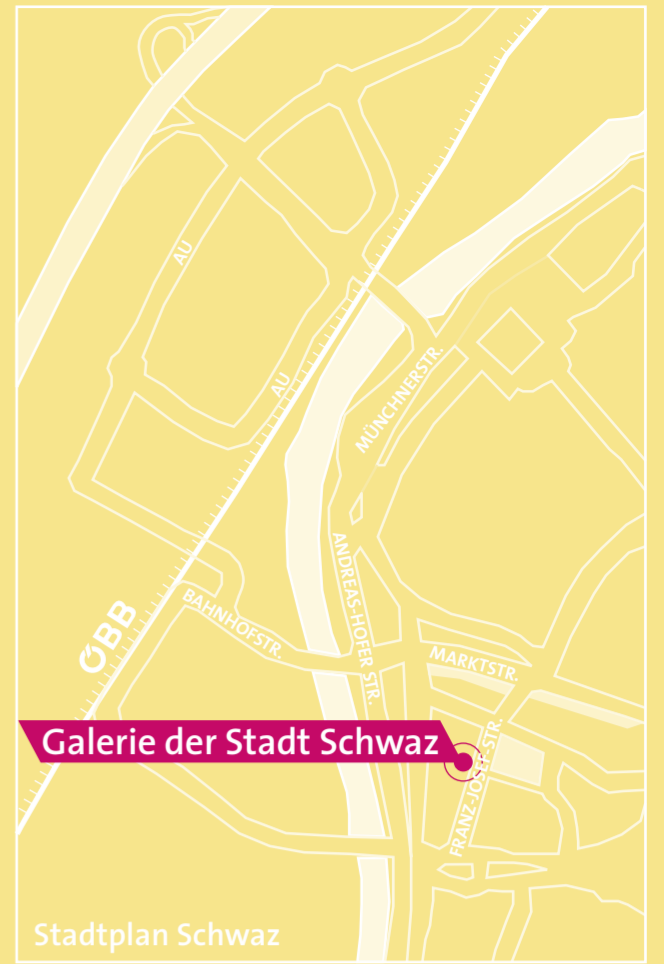 AU
AU
MÜNCHNERSTR.
ANDREAS-HOFER STR.
BAHNHOFSTR.
ÖBB
MARKTSTR.
Galerie der Stadt Schwaz
FRANZ-JOSEF-STR.
Stadtplan Schwaz